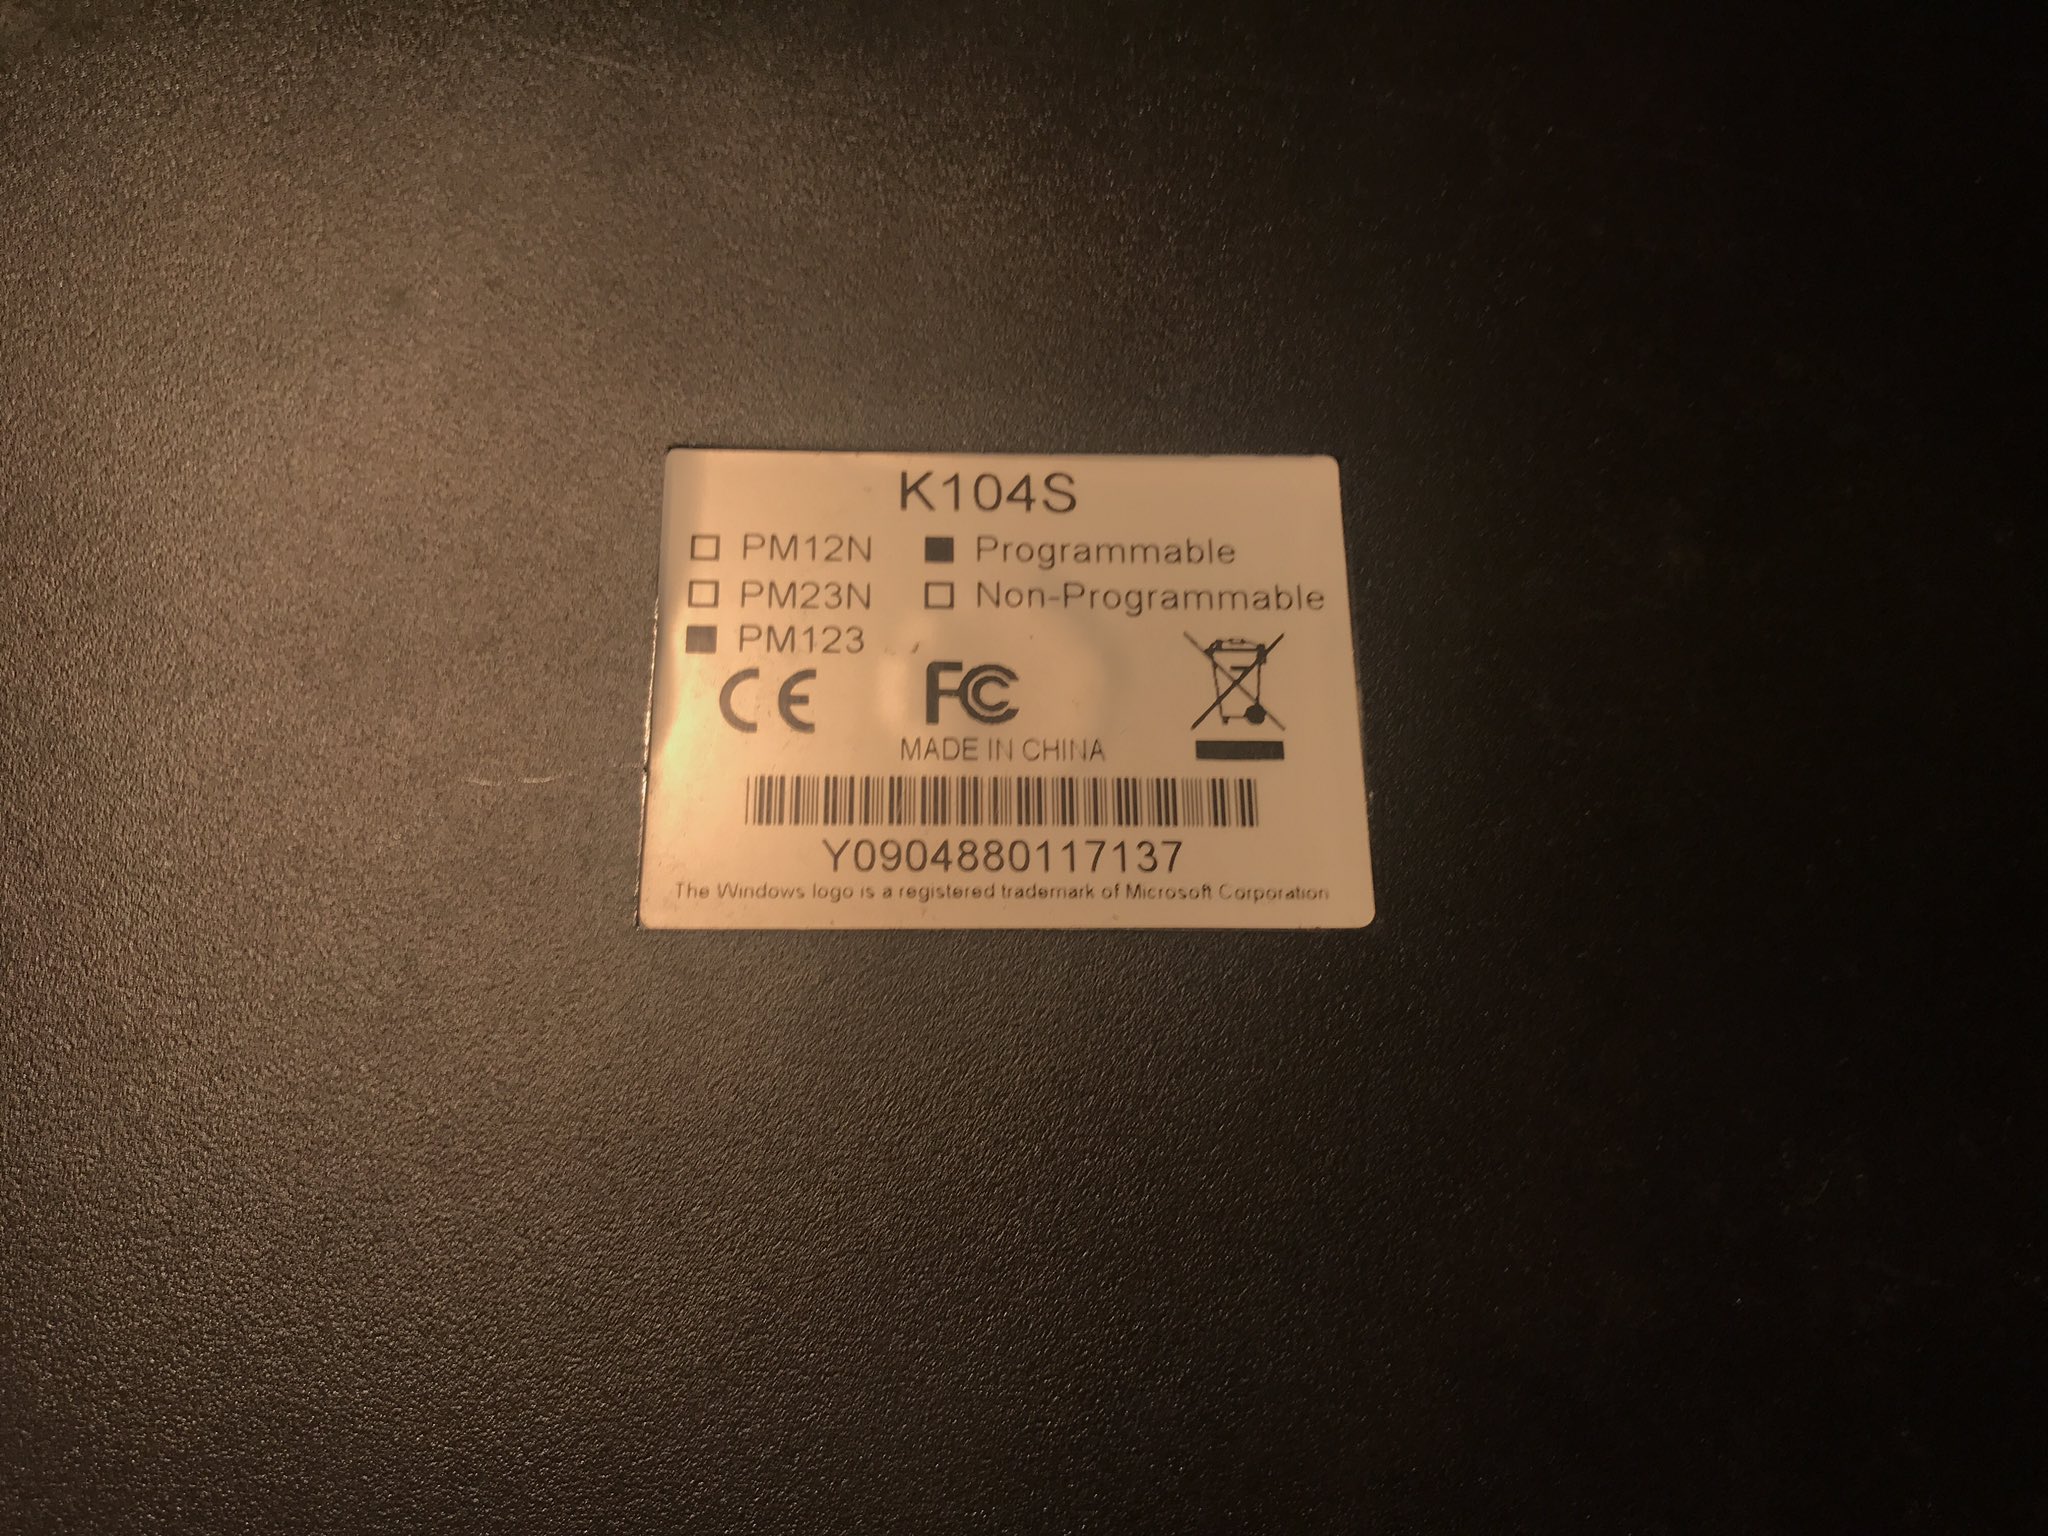 K104S
PM12N Programmable
PM23N Non-Programmable
PM123
CE FC
MADE IN CHINA
Y0904880117137
The Windows logo is a registered trademark of Microsoft Corporation